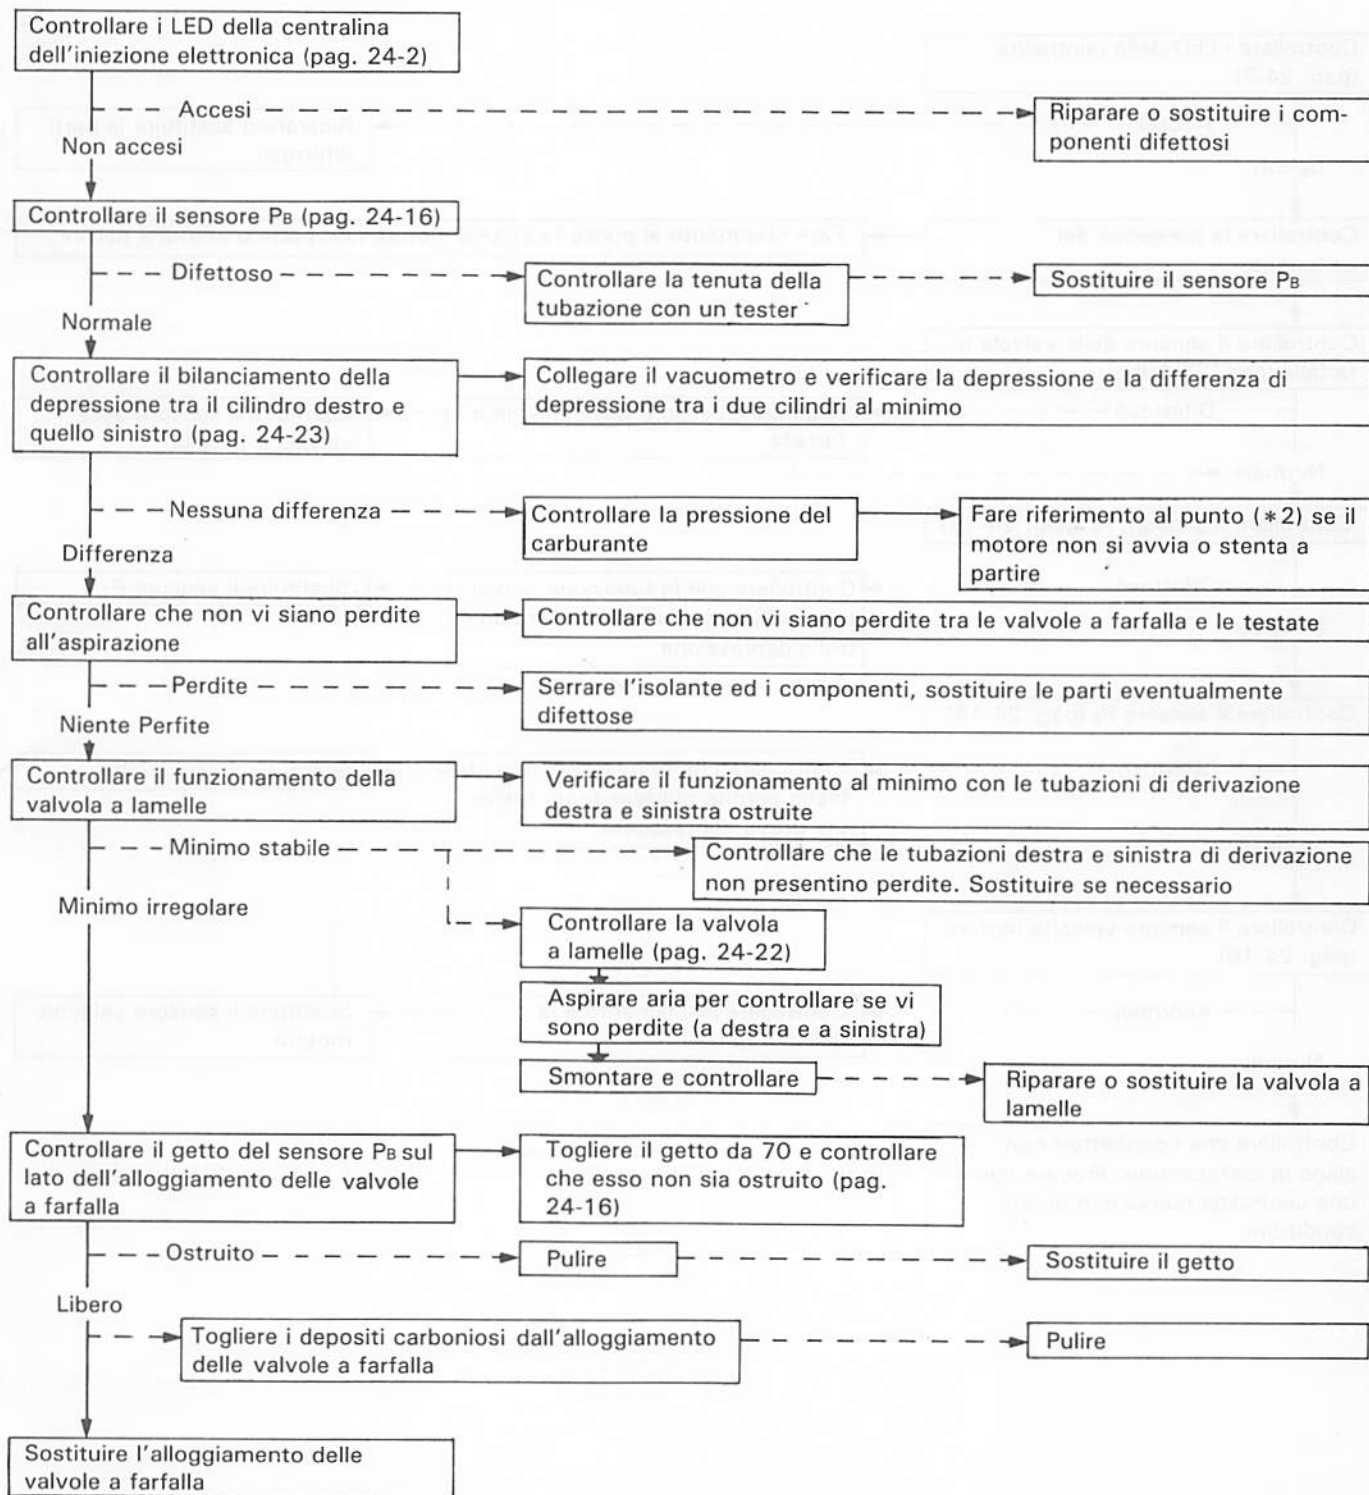 Controllare i LED della centralina
dell'iniezione elettronica (pag. 24-2)
Accesi
Riparare o sostituire i com-
ponenti difettosi
Non accesi
Controllare il sensore PB (pag. 24-16)
Difettoso
Controllare la tenuta della
tubazione con un tester
Sostituire il sensore PB
Normale
Controllare il bilanciamento della
depressione tra il cilindro destro e
quello sinistro (pag. 24-23)
Collegare il vacuometro e verificare la depressione e la differenza di
depressione tra i due cilindri al minimo
Nessuna differenza
Controllare la pressione del
carburante
Fare riferimento al punto (*2) se il
motore non si avvia o stenta a
partire
Differenza
Controllare che non vi siano perdite
all'aspirazione
Controllare che non vi siano perdite tra le valvole a farfalla e le testate
Perdite
Serrare l'isolante ed i componenti, sostituire le parti eventualmente
difettose
Niente Perfite
Controllare il funzionamento della
valvola a lamelle
Verificare il funzionamento al minimo con le tubazioni di derivazione
destra e sinistra ostruite
Minimo stabile
Controllare che le tubazioni destra e sinistra di derivazione
non presentino perdite. Sostituire se necessario
Minimo irregolare
Controllare la valvola
a lamelle (pag. 24-22)
Aspirare aria per controllare se vi
sono perdite (a destra e a sinistra)
Smontare e controllare
Riparare o sostituire la valvola a
lamelle
Controllare il getto del sensore PB sul
lato dell'alloggiamento delle valvole
a farfalla
Togliere il getto da 70 e controllare
che esso non sia ostruito (pag.
24-16)
Ostruito
Pulire
Sostituire il getto
Libero
Togliere i depositi carboniosi dall'alloggiamento
delle valvole a farfalla
Pulire
Sostituire l'alloggiamento delle
valvole a farfalla